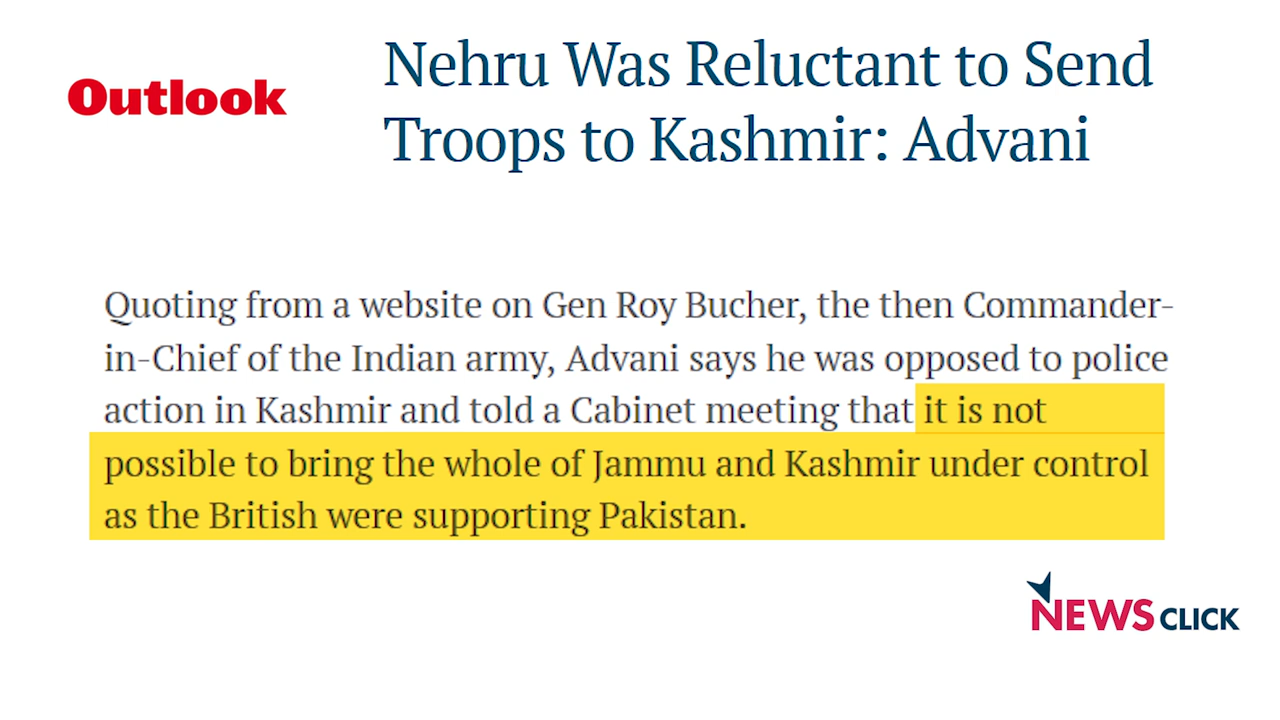 Outlook
Nehru Was Reluctant to Send
Troops to Kashmir: Advani
Quoting from a website on Gen Roy Bucher, the then Commander-
in-Chief of the Indian army, Advani says he was opposed to police
action in Kashmir and told a Cabinet meeting that it is not
possible to bring the whole of Jammu and Kashmir under control
as the British were supporting Pakistan.
NEWSCLICK